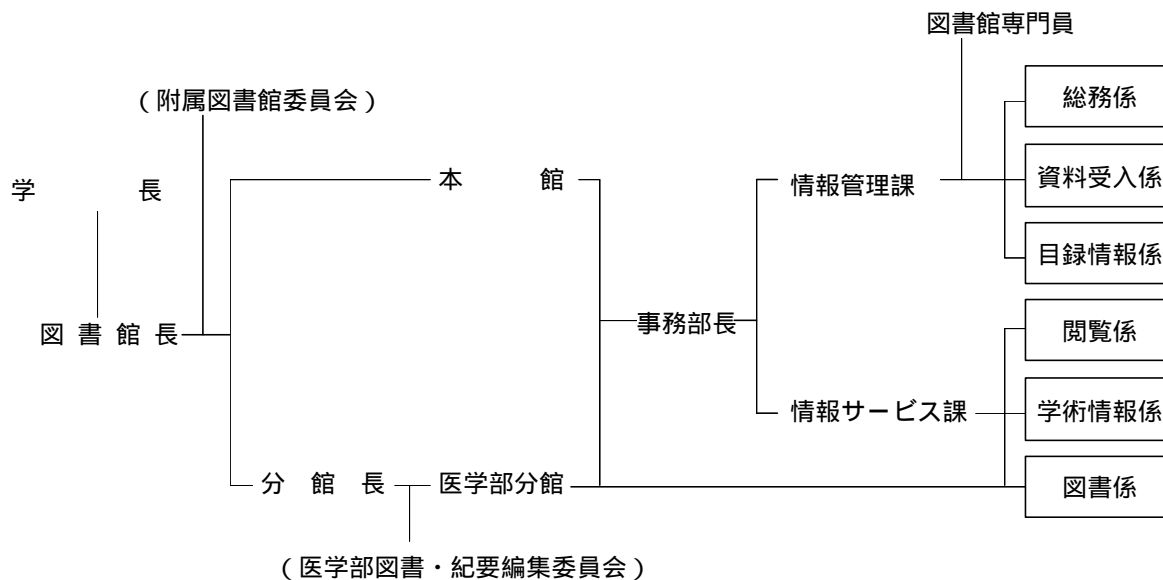 図書館専門員
(附属図書館委員会)
総務係
学長
本館
情報管理課
資料受入係
目録情報係
図書館長
事務部長
閲覧係
情報サービス課
学術情報係
分館長
医学部分館
図書係
(医学部図書・紀要編集委員会)